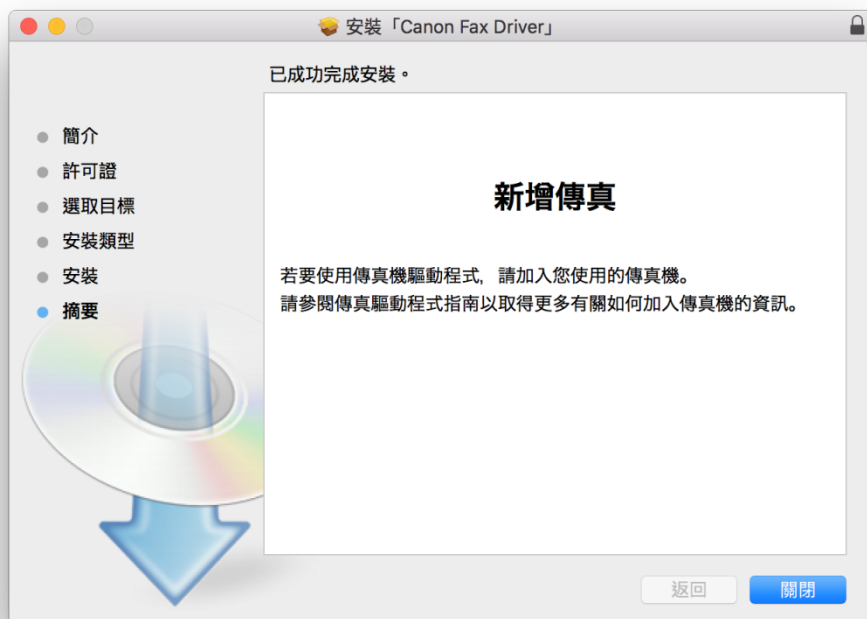 安裝「Canon Fax Driver」
已成功完成安裝。
簡介
許可證
選取目標
安裝類型
安裝
摘要
新增傳真
若要使用傳真機驅動程式，請加入您使用的傳真機。
請參閱傳真驅動程式指南以取得更多有關如何加入傳真機的資訊。
返回
關閉